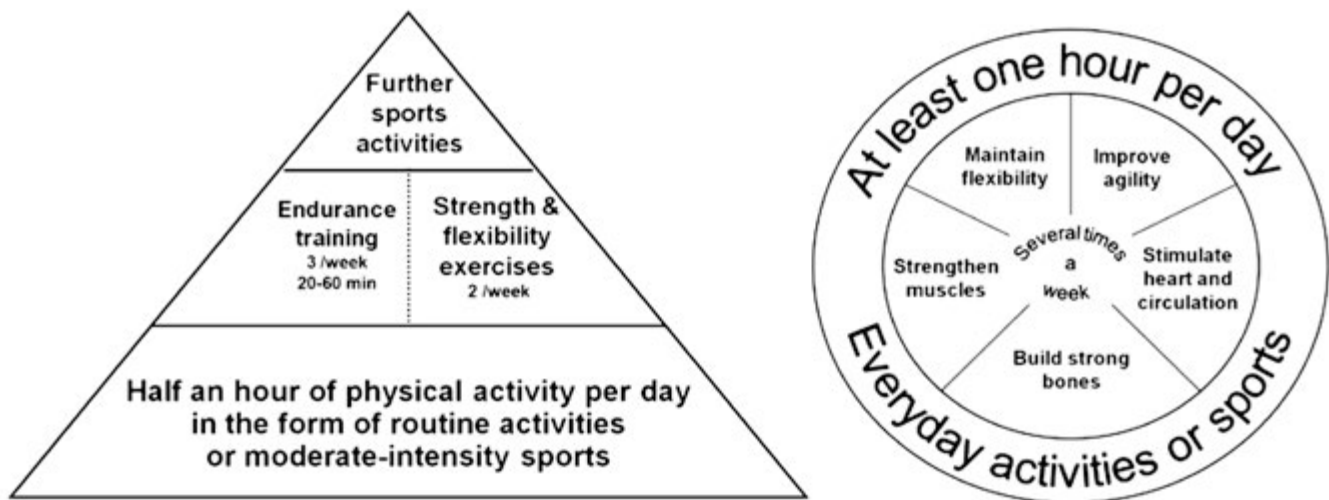 Further
sports
activities
Endurance
training
3 /week
20-60 min
Strength &
flexibility
exercises
2 /week
Half an hour of physical activity per day
in the form of routine activities
or moderate-intensity sports
At least one hour per day
Maintain
flexibility
Improve
agility
Strengthen
muscles
Several times
a
week
Stimulate
heart and
circulation
Build strong
bones
Everyday activities or sports